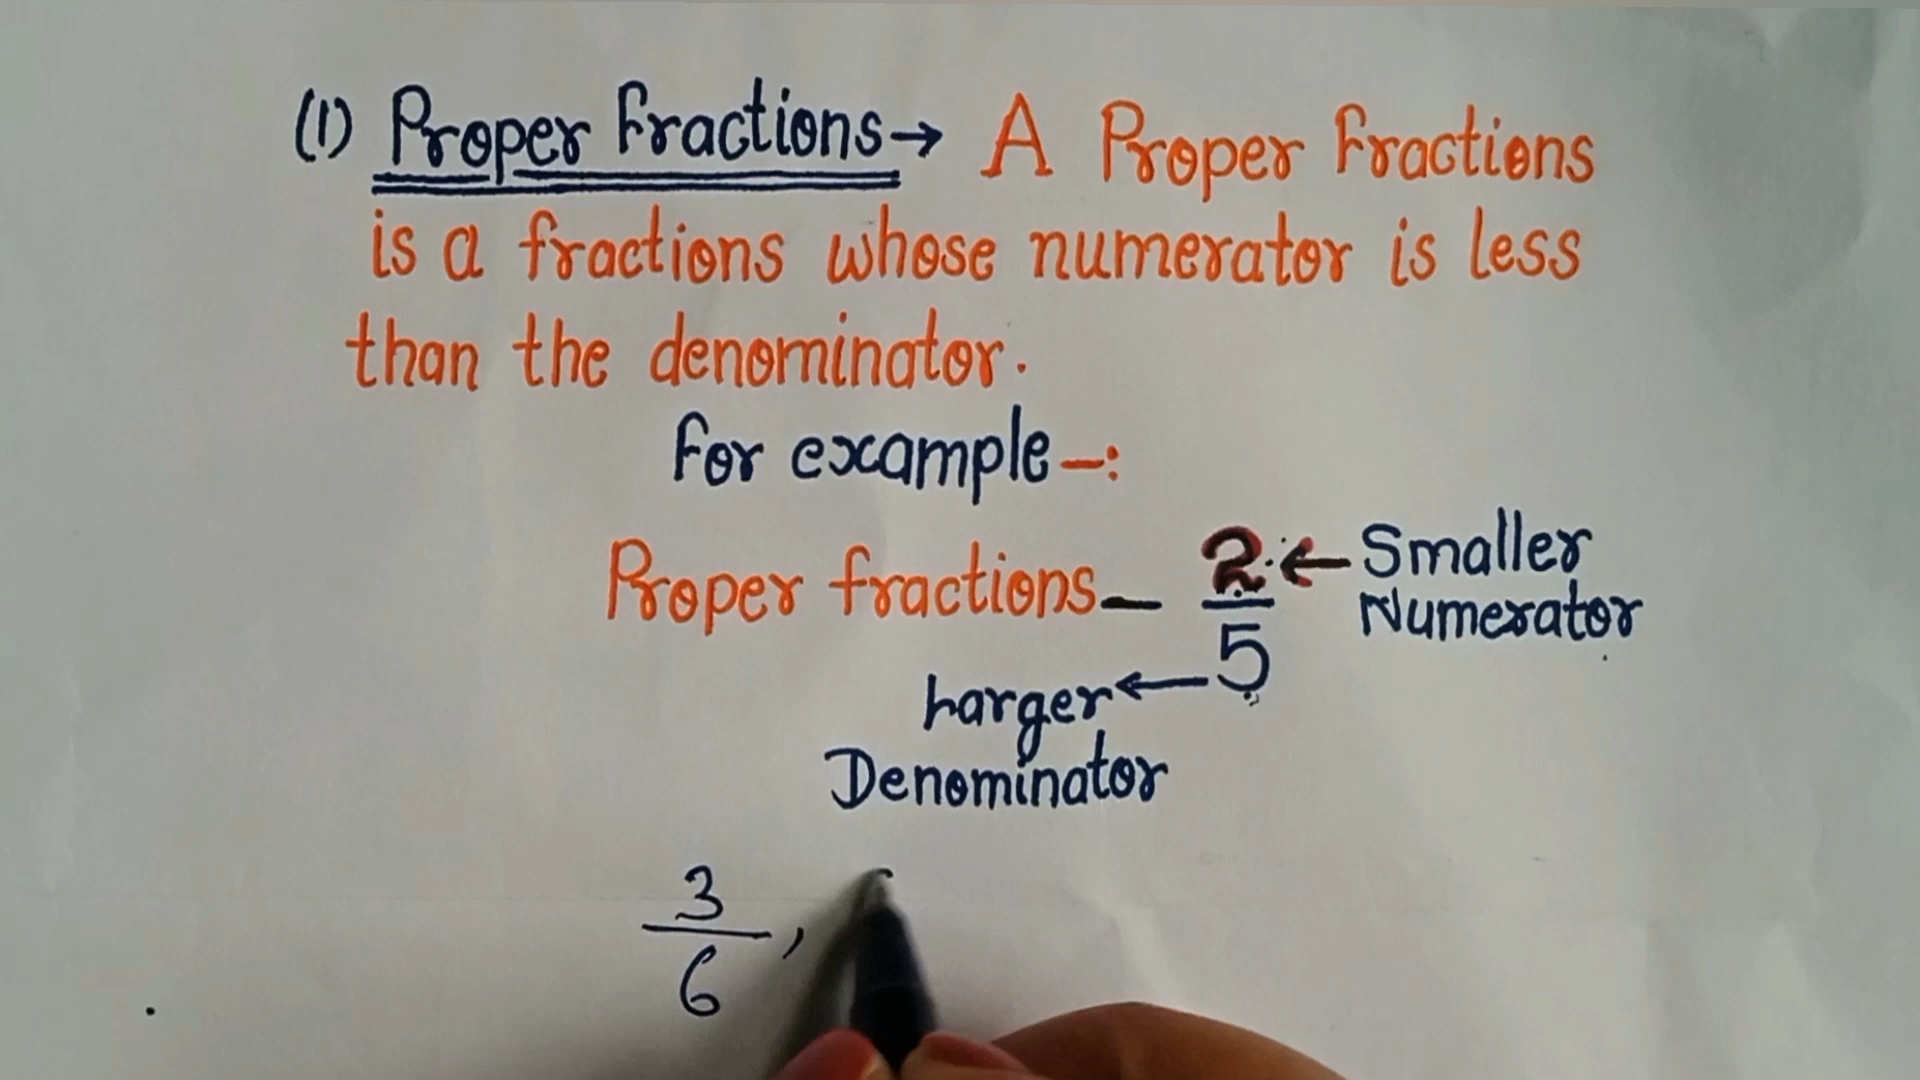 (1) Proper Fractions→ A Proper Fractions
is a fractions whose numerator is less
than the denominator.
For example-:
Proper fractions— 2/5 ← Smaller
Numerator
Larger ←
Denominator
3/6 ,